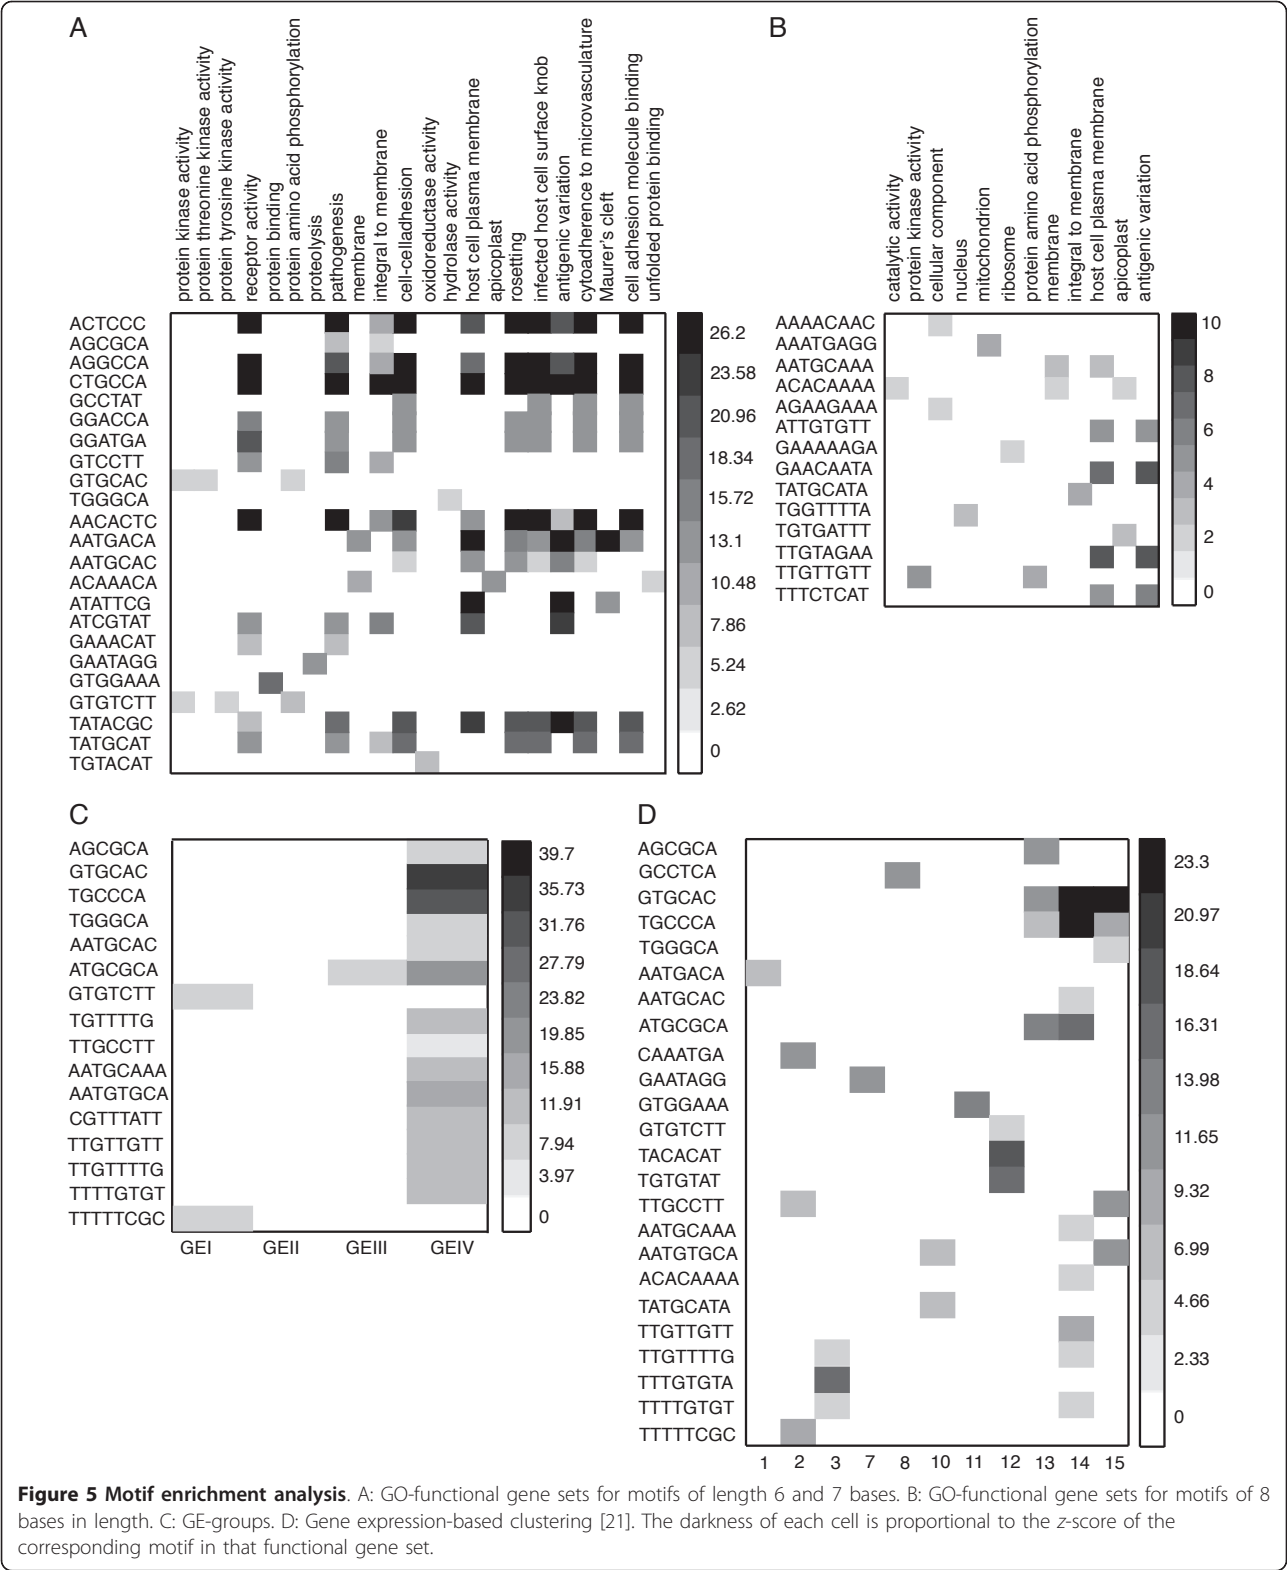 A
protein kinase activity
protein threonine kinase activity
protein tyrosine kinase activity
receptor activity
protein binding
protein amino acid phosphorylation
proteolysis
pathogenesis
membrane
integral to membrane
cell-celladhesion
oxidoreductase activity
hydrolase activity
host cell plasma membrane
apicoplast
rosetting
infected host cell surface knob
antigenic variation
cytoadherence to microvasculature
Maurer's cleft
cell adhesion molecule binding
unfolded protein binding
ACTCCC
AGCGCA
AGGCCA
CTGCCA
GCCTAT
GGACCA
GGATGA
GTCCTT
GTGCAC
TGGGCA
AACACTC
AATGACA
AATGCAC
ACAAACA
ATATTCG
ATCGTAT
GAAACAT
GAATAGG
GTGGAAA
GTGTCTT
TATACGC
TATGCAT
TGTACAT
26.2
23.58
20.96
18.34
15.72
13.1
10.48
7.86
5.24
2.62
0
B
catalytic activity
protein kinase activity
cellular component
nucleus
mitochondrion
ribosome
protein amino acid phosphorylation
membrane
integral to membrane
host cell plasma membrane
apicoplast
antigenic variation
AAAACAAC
AAATGAGG
AATGCAAA
ACACAAAA
AGAAGAAA
ATTGTGTT
GAAAAAGA
GAACAATA
TATGCATA
TGGTTTTA
TGTGATTT
TTGTAGAA
TTGTTGTT
TTTCTCAT
10
8
6
4
2
0
C
AGCGCA
GTGCAC
TGCCCA
TGGGCA
AATGCAC
ATGCGCA
GTGTCTT
TGTTTTG
TTGCCTT
AATGCAAA
AATGTGCA
CGTTTATT
TTGTTGTT
TTGTTTTG
TTTTGTGT
TTTTTCGC
GEI GEII GEIII GEIV
39.7
35.73
31.76
27.79
23.82
19.85
15.88
11.91
7.94
3.97
0
D
AGCGCA
GCCTCA
GTGCAC
TGCCCA
TGGGCA
AATGACA
AATGCAC
ATGCGCA
CAAATGA
GAATAGG
GTGGAAA
GTGTCTT
TACACAT
TGTGTAT
TTGCCTT
AATGCAAA
AATGTGCA
ACACAAAA
TATGCATA
TTGTTGTT
TTGTTTTG
TTTGTGTA
TTTTGTGT
TTTTTCGC
1 2 3 7 8 10 11 12 13 14 15
23.3
20.97
18.64
16.31
13.98
11.65
9.32
6.99
4.66
2.33
0
Figure 5 Motif enrichment analysis. A: GO-functional gene sets for motifs of length 6 and 7 bases. B: GO-functional gene sets for motifs of 8
bases in length. C: GE-groups. D: Gene expression-based clustering [21]. The darkness of each cell is proportional to the z-score of the
corresponding motif in that functional gene set.